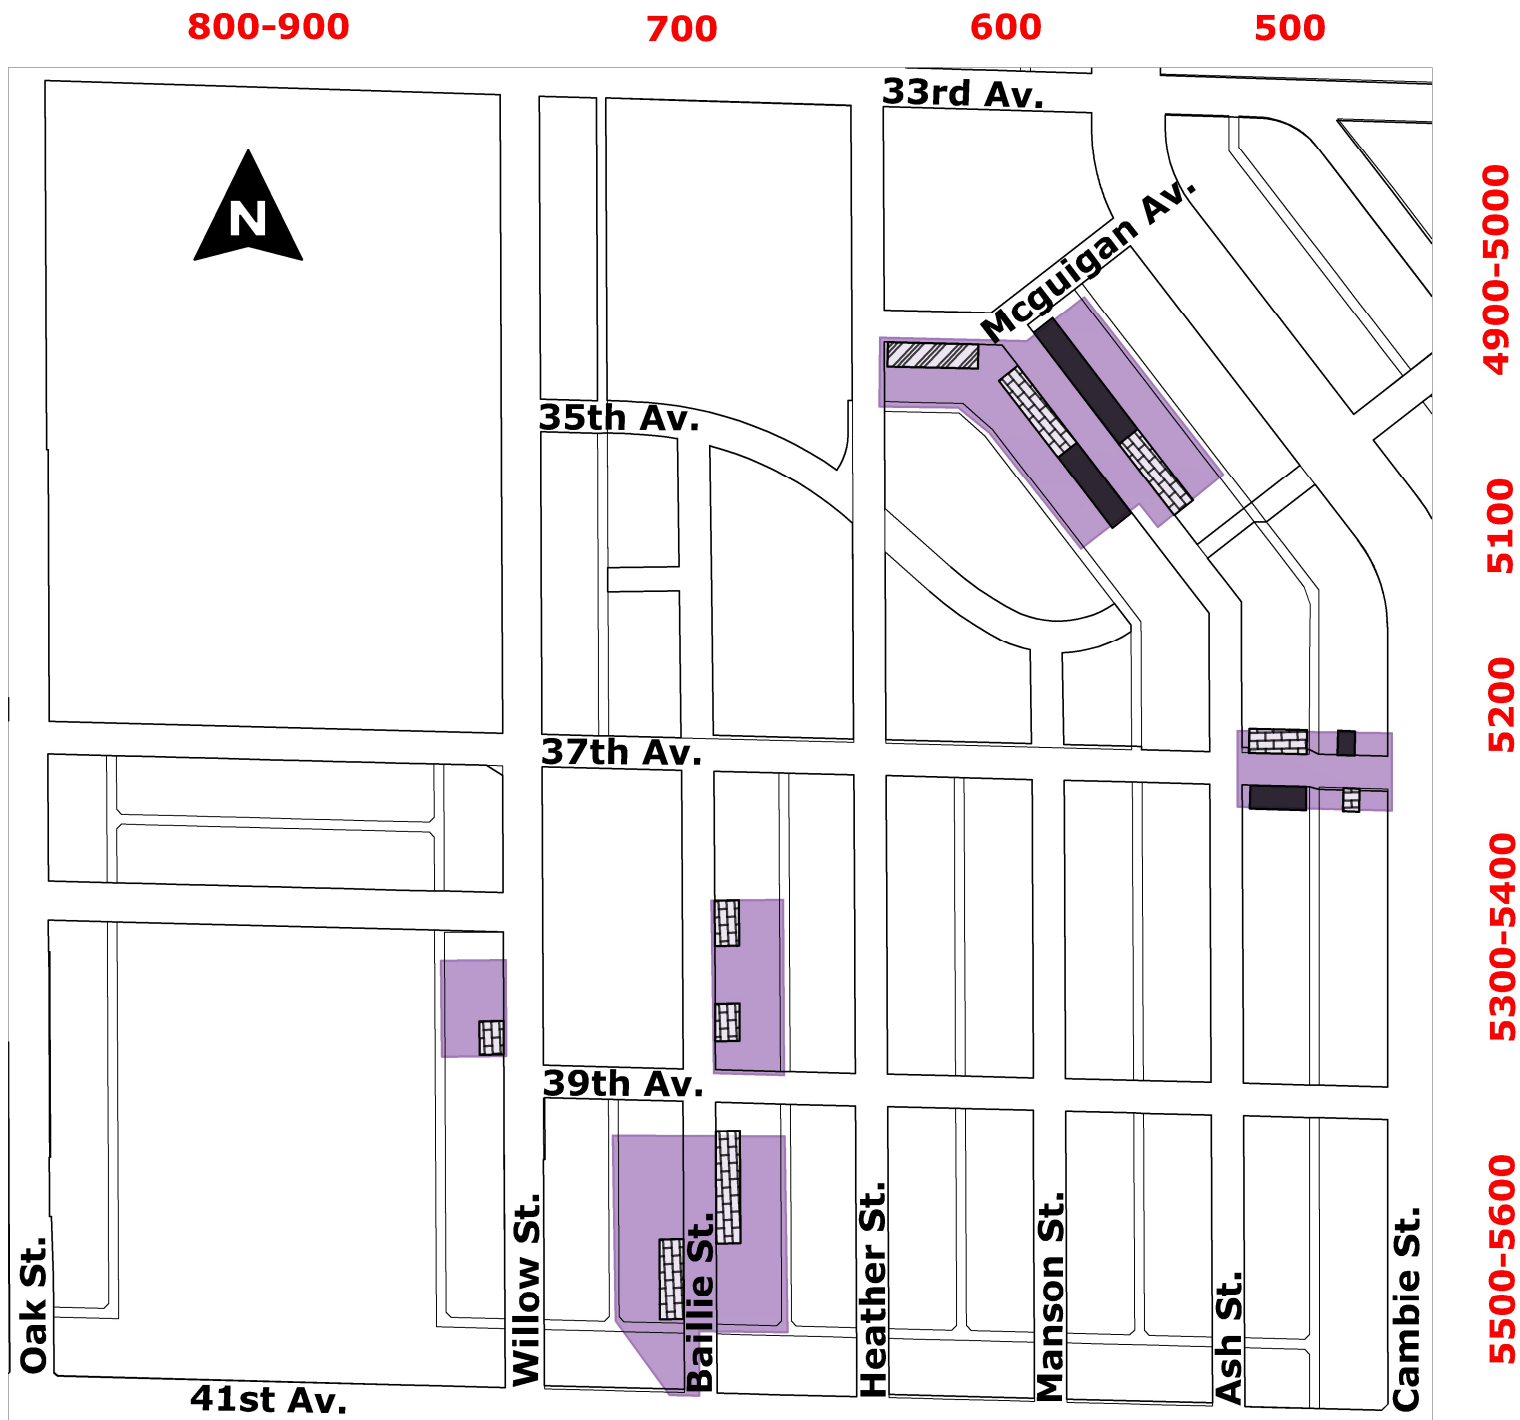 800-900
700
600
500
33rd Av.
N
Mcguigan Av.
4900-5000
35th Av.
5100
5200
37th Av.
5300-5400
39th Av.
Oak St.
Willow St.
Baillie St.
Heather St.
Manson St.
Ash St.
Cambie St.
5500-5600
41st Av.